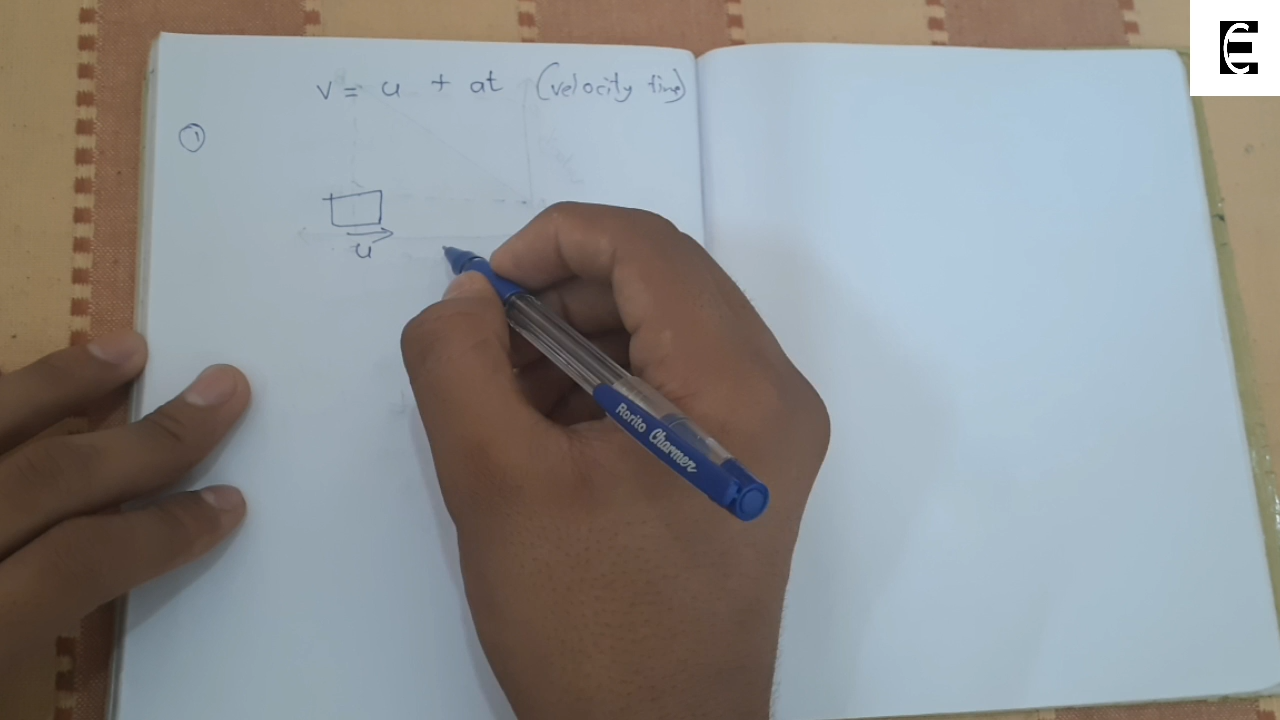 v = u + at (velocity time)
①
u
Rorito Charmer
E